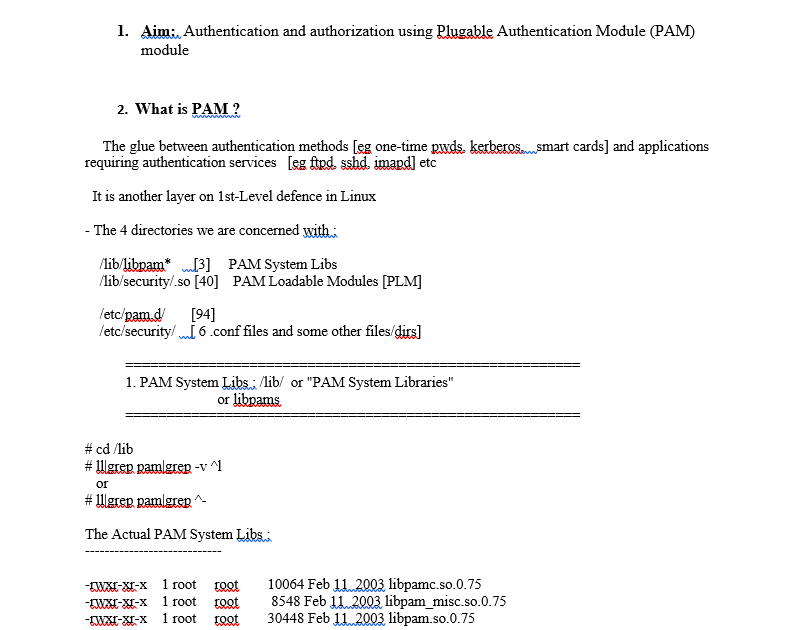 1. Aim:. Authentication and authorization using Plugable Authentication Module (PAM)
module
2. What is PAM ?
The glue between authentication methods [eg one-time pwds, kerberos, smart cards] and applications
requiring authentication services [eg ftpd, sshd, imapd] etc
It is another layer on 1st-Level defence in Linux
- The 4 directories we are concerned with :
/lib/libpam* [3] PAM System Libs
/lib/security/.so [40] PAM Loadable Modules [PLM]
/etc/pam.d/ [94]
/etc/security/ [ 6 .conf files and some other files/dirs]
=========================================================
1. PAM System Libs : /lib/ or "PAM System Libraries"
or libpams
=========================================================
# cd /lib
# ll|grep pam|grep -v ^l
or
# ll|grep pam|grep ^-
The Actual PAM System Libs :
----------------------------
-rwxr-xr-x 1 root root 10064 Feb 11 2003 libpamc.so.0.75
-rwxr-xr-x 1 root root 8548 Feb 11 2003 libpam_misc.so.0.75
-rwxr-xr-x 1 root root 30448 Feb 11 2003 libpam.so.0.75